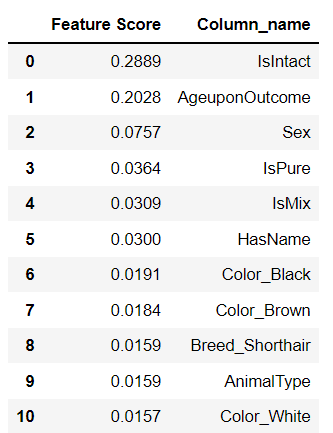 Feature Score Column_name
0 0.2889 IsIntact
1 0.2028 AgeuponOutcome
2 0.0757 Sex
3 0.0364 IsPure
4 0.0309 IsMix
5 0.0300 HasName
6 0.0191 Color_Black
7 0.0184 Color_Brown
8 0.0159 Breed_Shorthair
9 0.0159 AnimalType
10 0.0157 Color_White